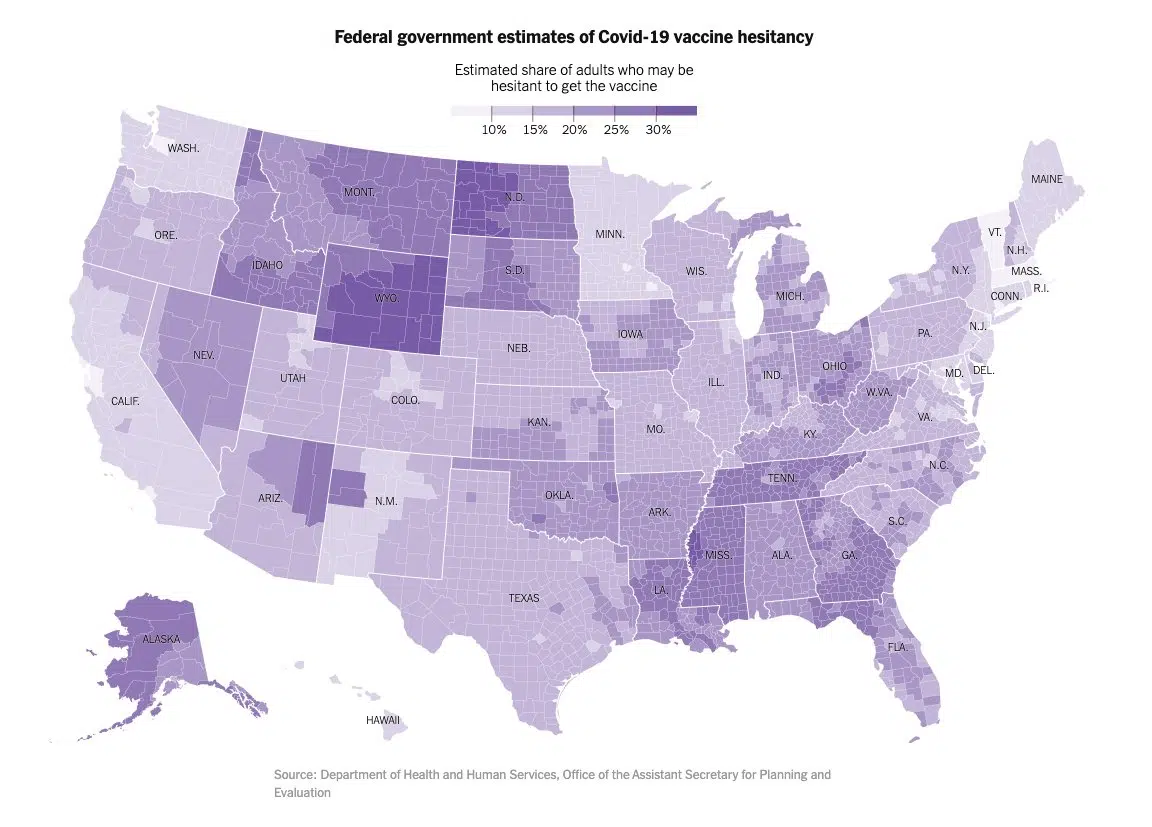 Federal government estimates of Covid-19 vaccine hesitancy
Estimated share of adults who may be
hesitant to get the vaccine
10% 15% 20% 25% 30%
WASH.
MONT.
N.D.
MAINE
ORE.
MINN.
VT.
N.H.
IDAHO
S.D.
WIS.
N.Y.
MASS.
WYO.
MICH.
CONN.
R.I.
NEV.
NEB.
IOWA
PA.
N.J.
UTAH
COLO.
ILL.
IND.
OHIO
MD.
DEL.
CALIF.
KAN.
MO.
KY.
W.VA.
VA.
ARIZ.
N.M.
OKLA.
ARK.
TENN.
N.C.
S.C.
TEXAS
LA.
MISS.
ALA.
GA.
FLA.
ALASKA
HAWAII
Source: Department of Health and Human Services, Office of the Assistant Secretary for Planning and
Evaluation